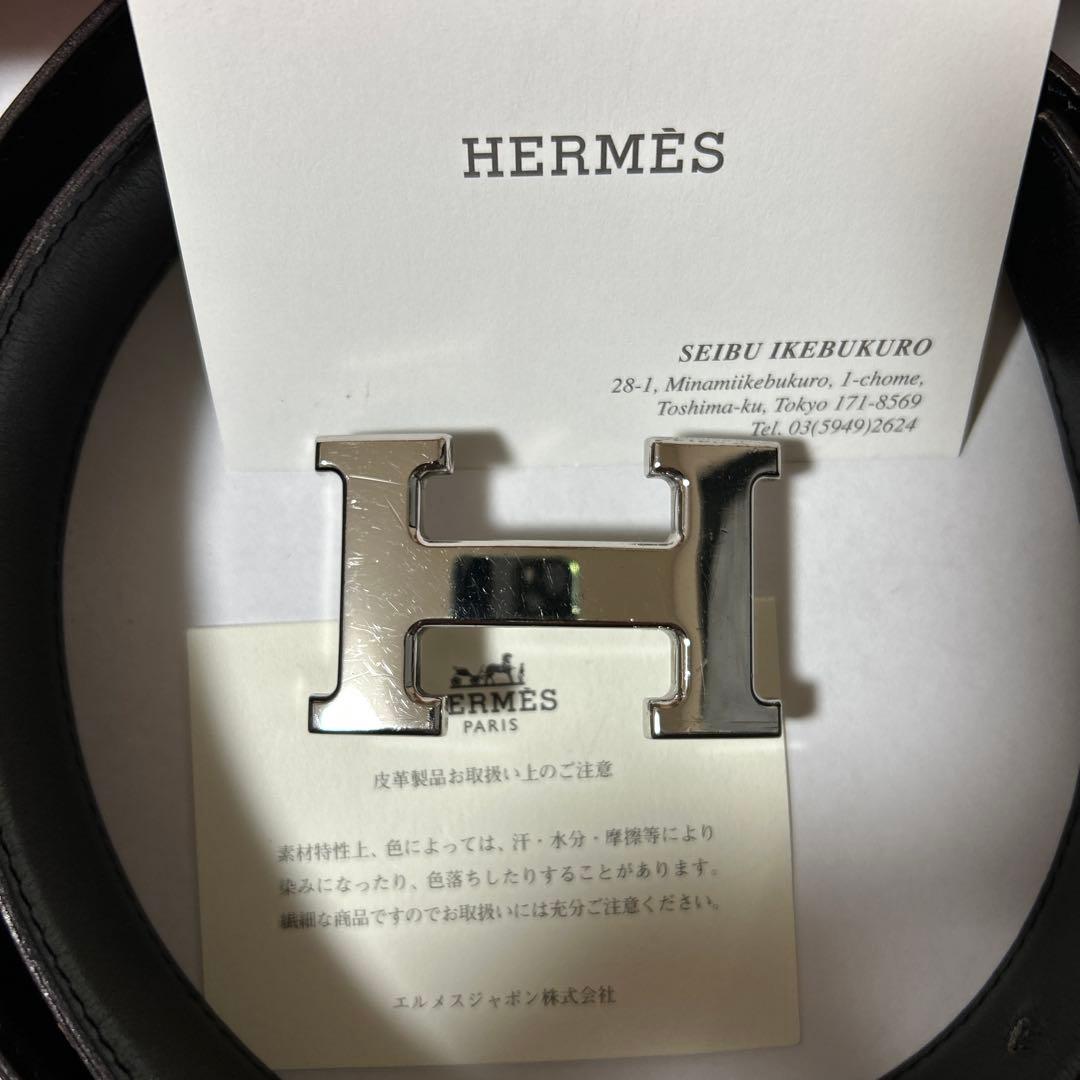 HERMÈS
SEIBU IKEBUKURO
28-1, Minamiikebukuro, 1-chome,
Toshima-ku, Tokyo 171-8569
Tel. 03(5949)2624
HERMÈS
PARIS
皮革製品お取扱い上のご注意
素材特性上、色によっては、汗・水分・摩擦等により
染みになったり、色落ちしたりすることがあります。
繊細な商品ですのでお取扱いには充分ご注意ください。
エルメスジャポン株式会社